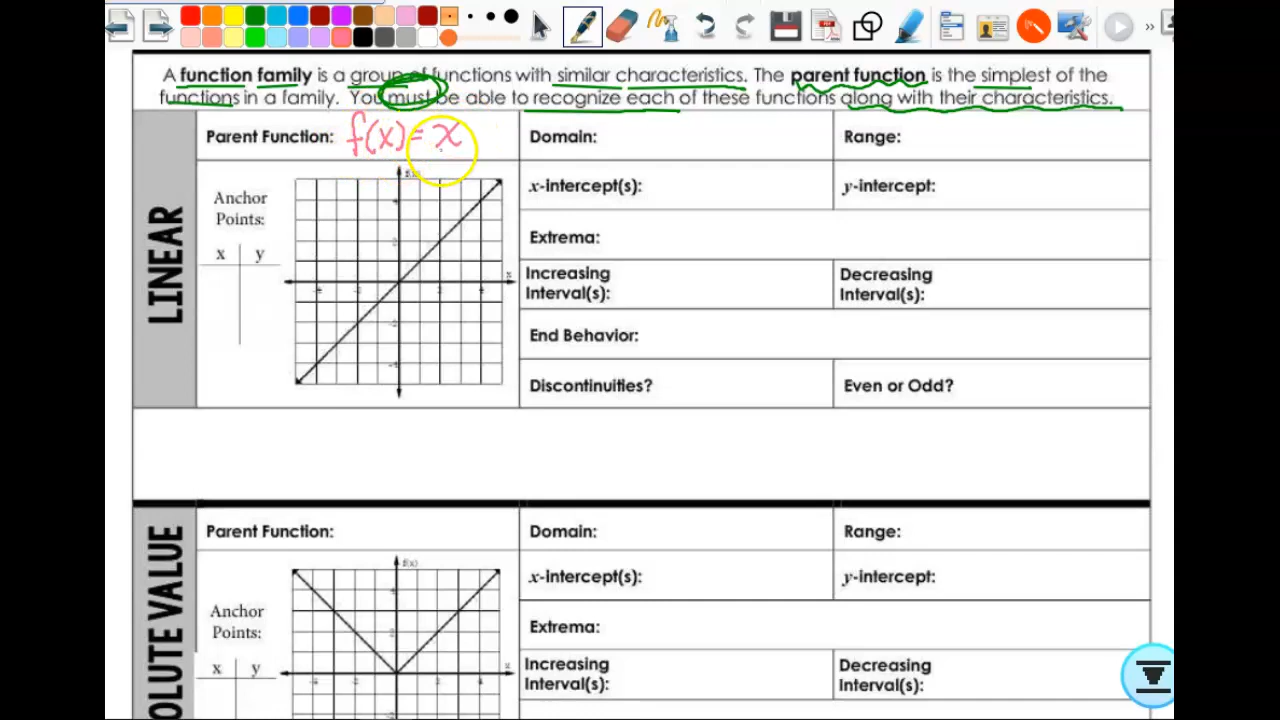 A function family is a group of functions with similar characteristics. The parent function is the simplest of the
functions in a family. You must be able to recognize each of these functions along with their characteristics.
LINEAR
Parent Function: f(x) = x
Domain:
Range:
Anchor
Points:
x y
f(x)
x
x-intercept(s):
y-intercept:
Extrema:
Increasing
Interval(s):
Decreasing
Interval(s):
End Behavior:
Discontinuities?
Even or Odd?
OLUTE VALUE
Parent Function:
Domain:
Range:
Anchor
Points:
x y
f(x)
x
x-intercept(s):
y-intercept:
Extrema:
Increasing
Interval(s):
Decreasing
Interval(s):